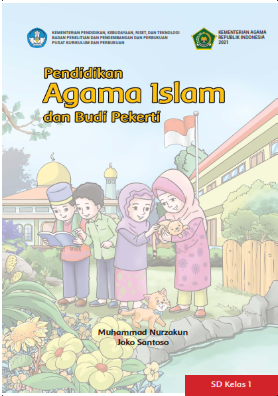 KEMENTERIAN PENDIDIKAN, KEBUDAYAAN, RISET, DAN TEKNOLOGI
BADAN PENELITIAN DAN PENGEMBANGAN DAN PERBUKUAN
PUSAT KURIKULUM DAN PERBUKUAN
KEMENTERIAN AGAMA
REPUBLIK INDONESIA
2021
Pendidikan
Agama Islam
dan Budi Pekerti
Muhammad Nurzakun
Joko Santoso
SD Kelas 1